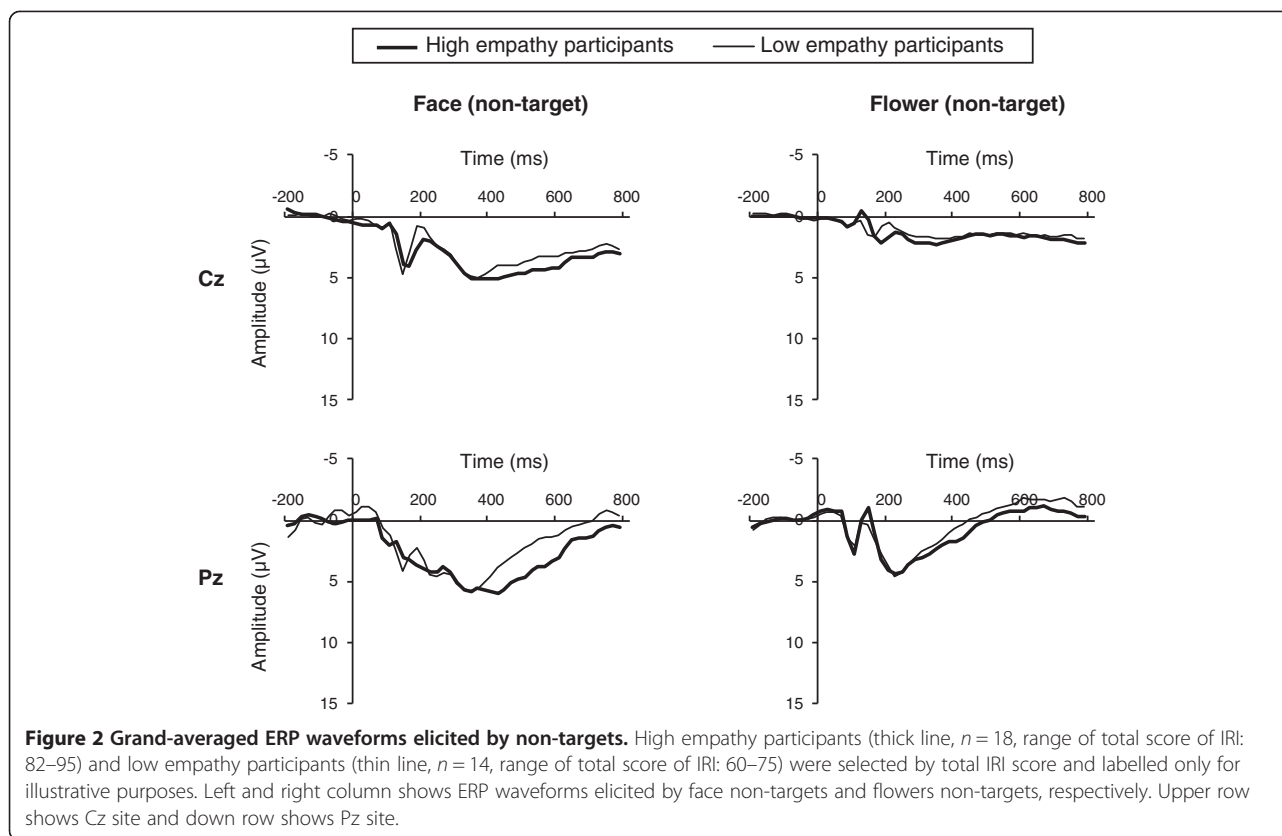 High empathy participants Low empathy participants
Face (non-target) Flower (non-target)
Cz
Time (ms)
Amplitude (µV)
-5
0
5
10
15
-200 0 200 400 600 800
Time (ms)
-5
0
5
10
15
-200 0 200 400 600 800
Pz
Time (ms)
Amplitude (µV)
-5
0
5
10
15
-200 0 200 400 600 800
Time (ms)
-5
0
5
10
15
-200 0 200 400 600 800
Figure 2 Grand-averaged ERP waveforms elicited by non-targets. High empathy participants (thick line, n = 18, range of total score of IRI:
82–95) and low empathy participants (thin line, n = 14, range of total score of IRI: 60–75) were selected by total IRI score and labelled only for
illustrative purposes. Left and right column shows ERP waveforms elicited by face non-targets and flowers non-targets, respectively. Upper row
shows Cz site and down row shows Pz site.